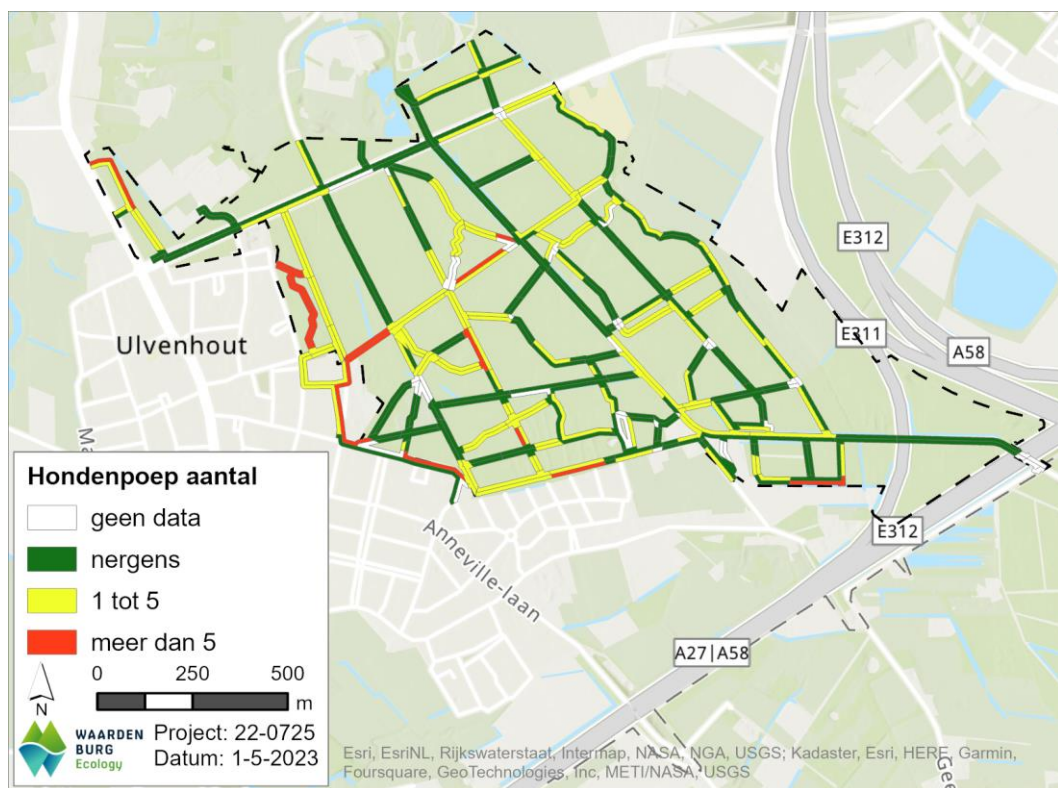 E312
E311
A58
Ulvenhout
Ma
Hondenpoep aantal
geen data
nergens
1 tot 5
meer dan 5
0 250 500
m
N
WAARDEN
BURG
Ecology
Project: 22-0725
Datum: 1-5-2023
Anneville-laan
E312
A27|A58
Gee
Esri, EsriNL, Rijkswaterstaat, Intermap, NASA, NGA, USGS; Kadaster, Esri, HERE, Garmin,
Foursquare, GeoTechnologies, Inc, METI/NASA, USGS